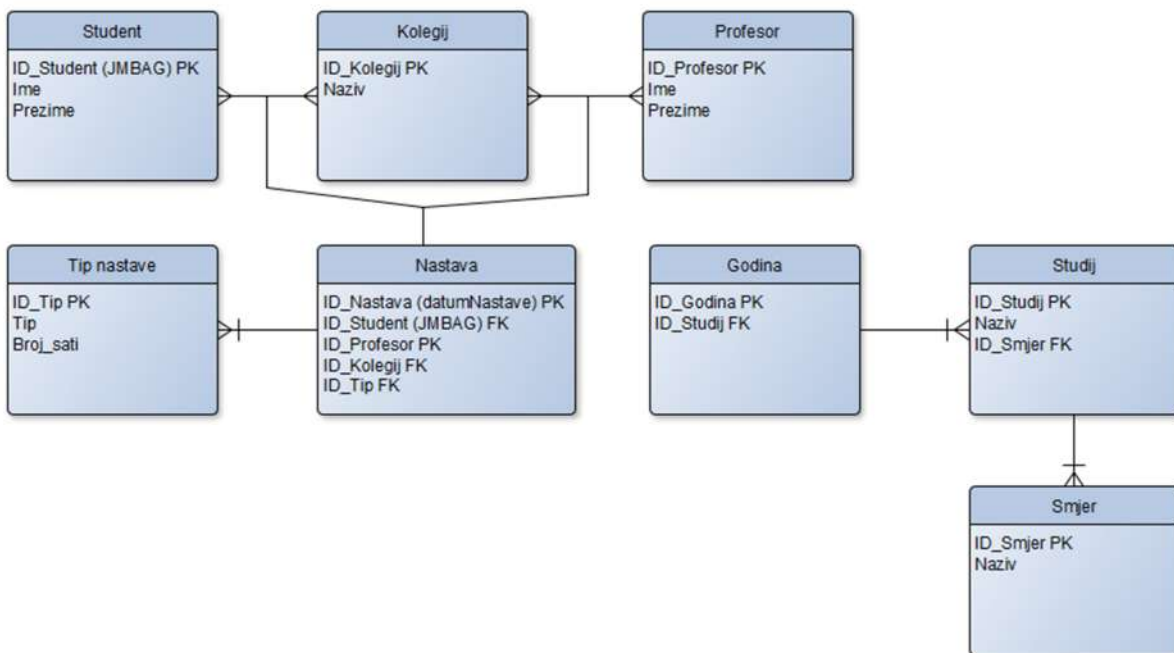 Student
ID_Student (JMBAG) PK
Ime
Prezime
Kolegij
ID_Kolegij PK
Naziv
Profesor
ID_Profesor PK
Ime
Prezime
Tip nastave
ID_Tip PK
Tip
Broj_sati
Nastava
ID_Nastava (datumNastave) PK
ID_Student (JMBAG) FK
ID_Profesor PK
ID_Kolegij FK
ID_Tip FK
Godina
ID_Godina PK
ID_Studij FK
Studij
ID_Studij PK
Naziv
ID_Smjer FK
Smjer
ID_Smjer PK
Naziv